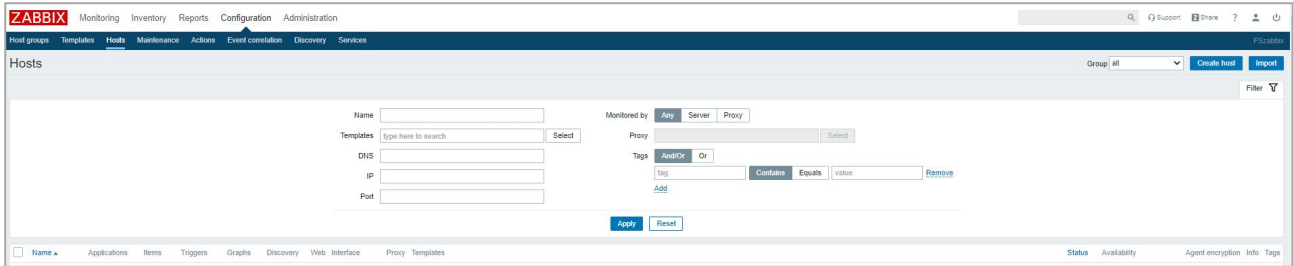 ZABBIX Monitoring Inventory Reports Configuration Administration Support Z Share ?
Host groups Templates Hosts Maintenance Actions Event correlation Discovery Services FSzabbix
Hosts Group all Create host Import
Filter
Name Monitored by Any Server Proxy
Templates type here to search Select Proxy Select
DNS Tags And/Or Or
IP tag Contains Equals value Remove
Add
Port
Apply Reset
Name Applications Items Triggers Graphs Discovery Web Interface Proxy Templates Status Availability Agent encryption Info Tags